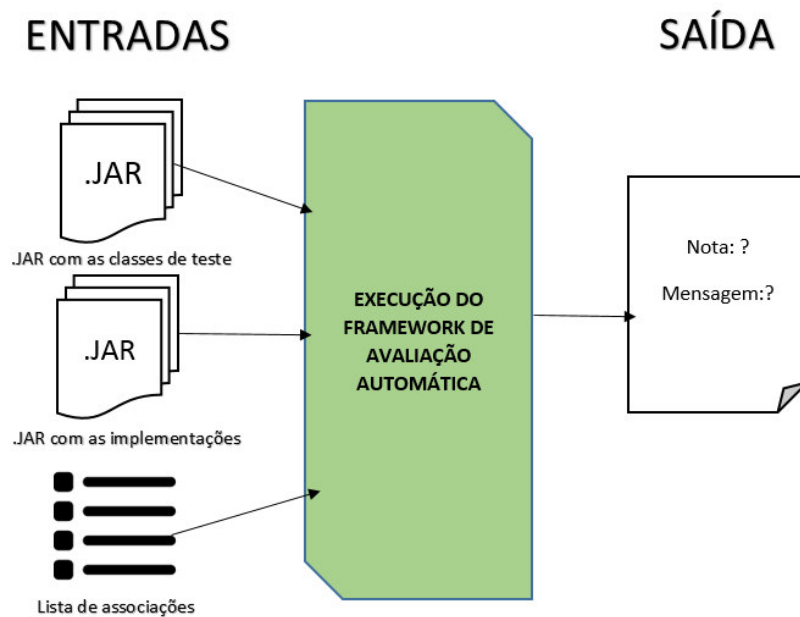 ENTRADAS
SAÍDA
.JAR
.JAR com as classes de teste
.JAR
.JAR com as implementações
Lista de associações
EXECUÇÃO DO
FRAMEWORK DE
AVALIAÇÃO
AUTOMÁTICA
Nota: ?
Mensagem:?